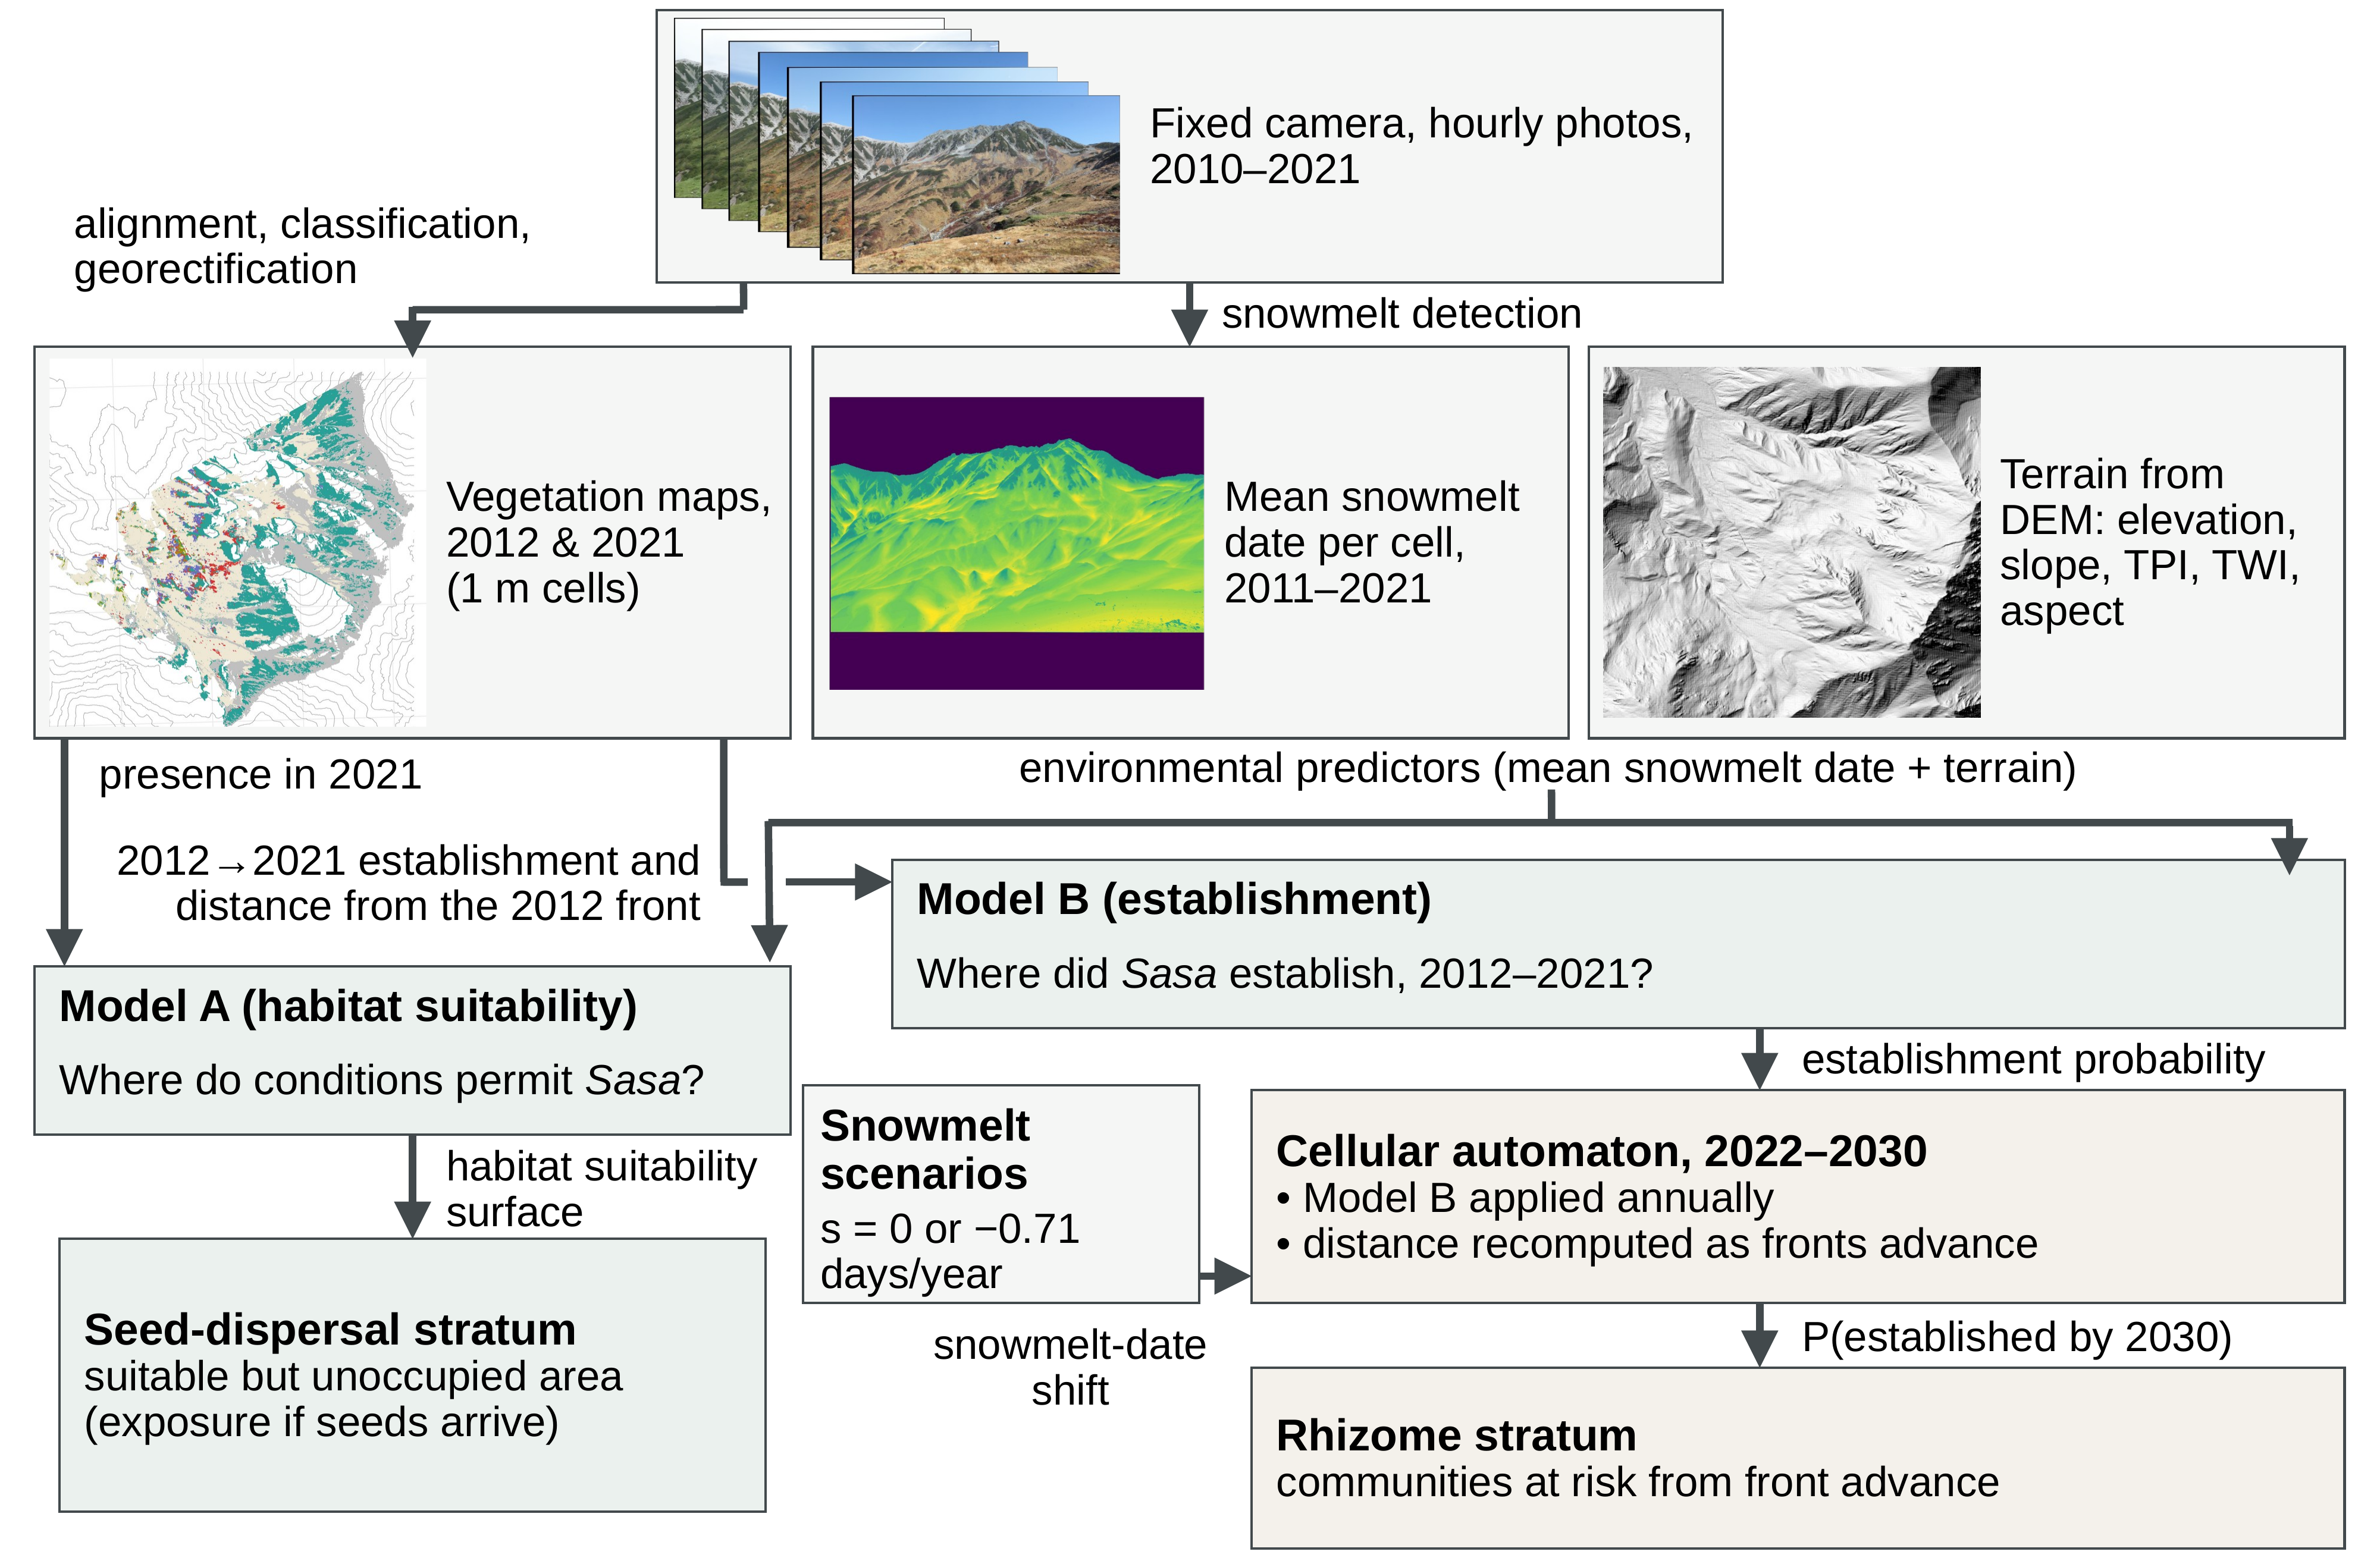 Fixed camera, hourly photos,
2010–2021
alignment, classification,
georectification
snowmelt detection
Vegetation maps,
2012 & 2021
(1 m cells)
Mean snowmelt
date per cell,
2011–2021
Terrain from
DEM: elevation,
slope, TPI, TWI,
aspect
presence in 2021
environmental predictors (mean snowmelt date + terrain)
2012→2021 establishment and
distance from the 2012 front
Model B (establishment)
Where did Sasa establish, 2012–2021?
Model A (habitat suitability)
Where do conditions permit Sasa?
establishment probability
Snowmelt
scenarios
s = 0 or −0.71
days/year
Cellular automaton, 2022–2030
• Model B applied annually
• distance recomputed as fronts advance
habitat suitability
surface
Seed-dispersal stratum
suitable but unoccupied area
(exposure if seeds arrive)
snowmelt-date
shift
P(established by 2030)
Rhizome stratum
communities at risk from front advance